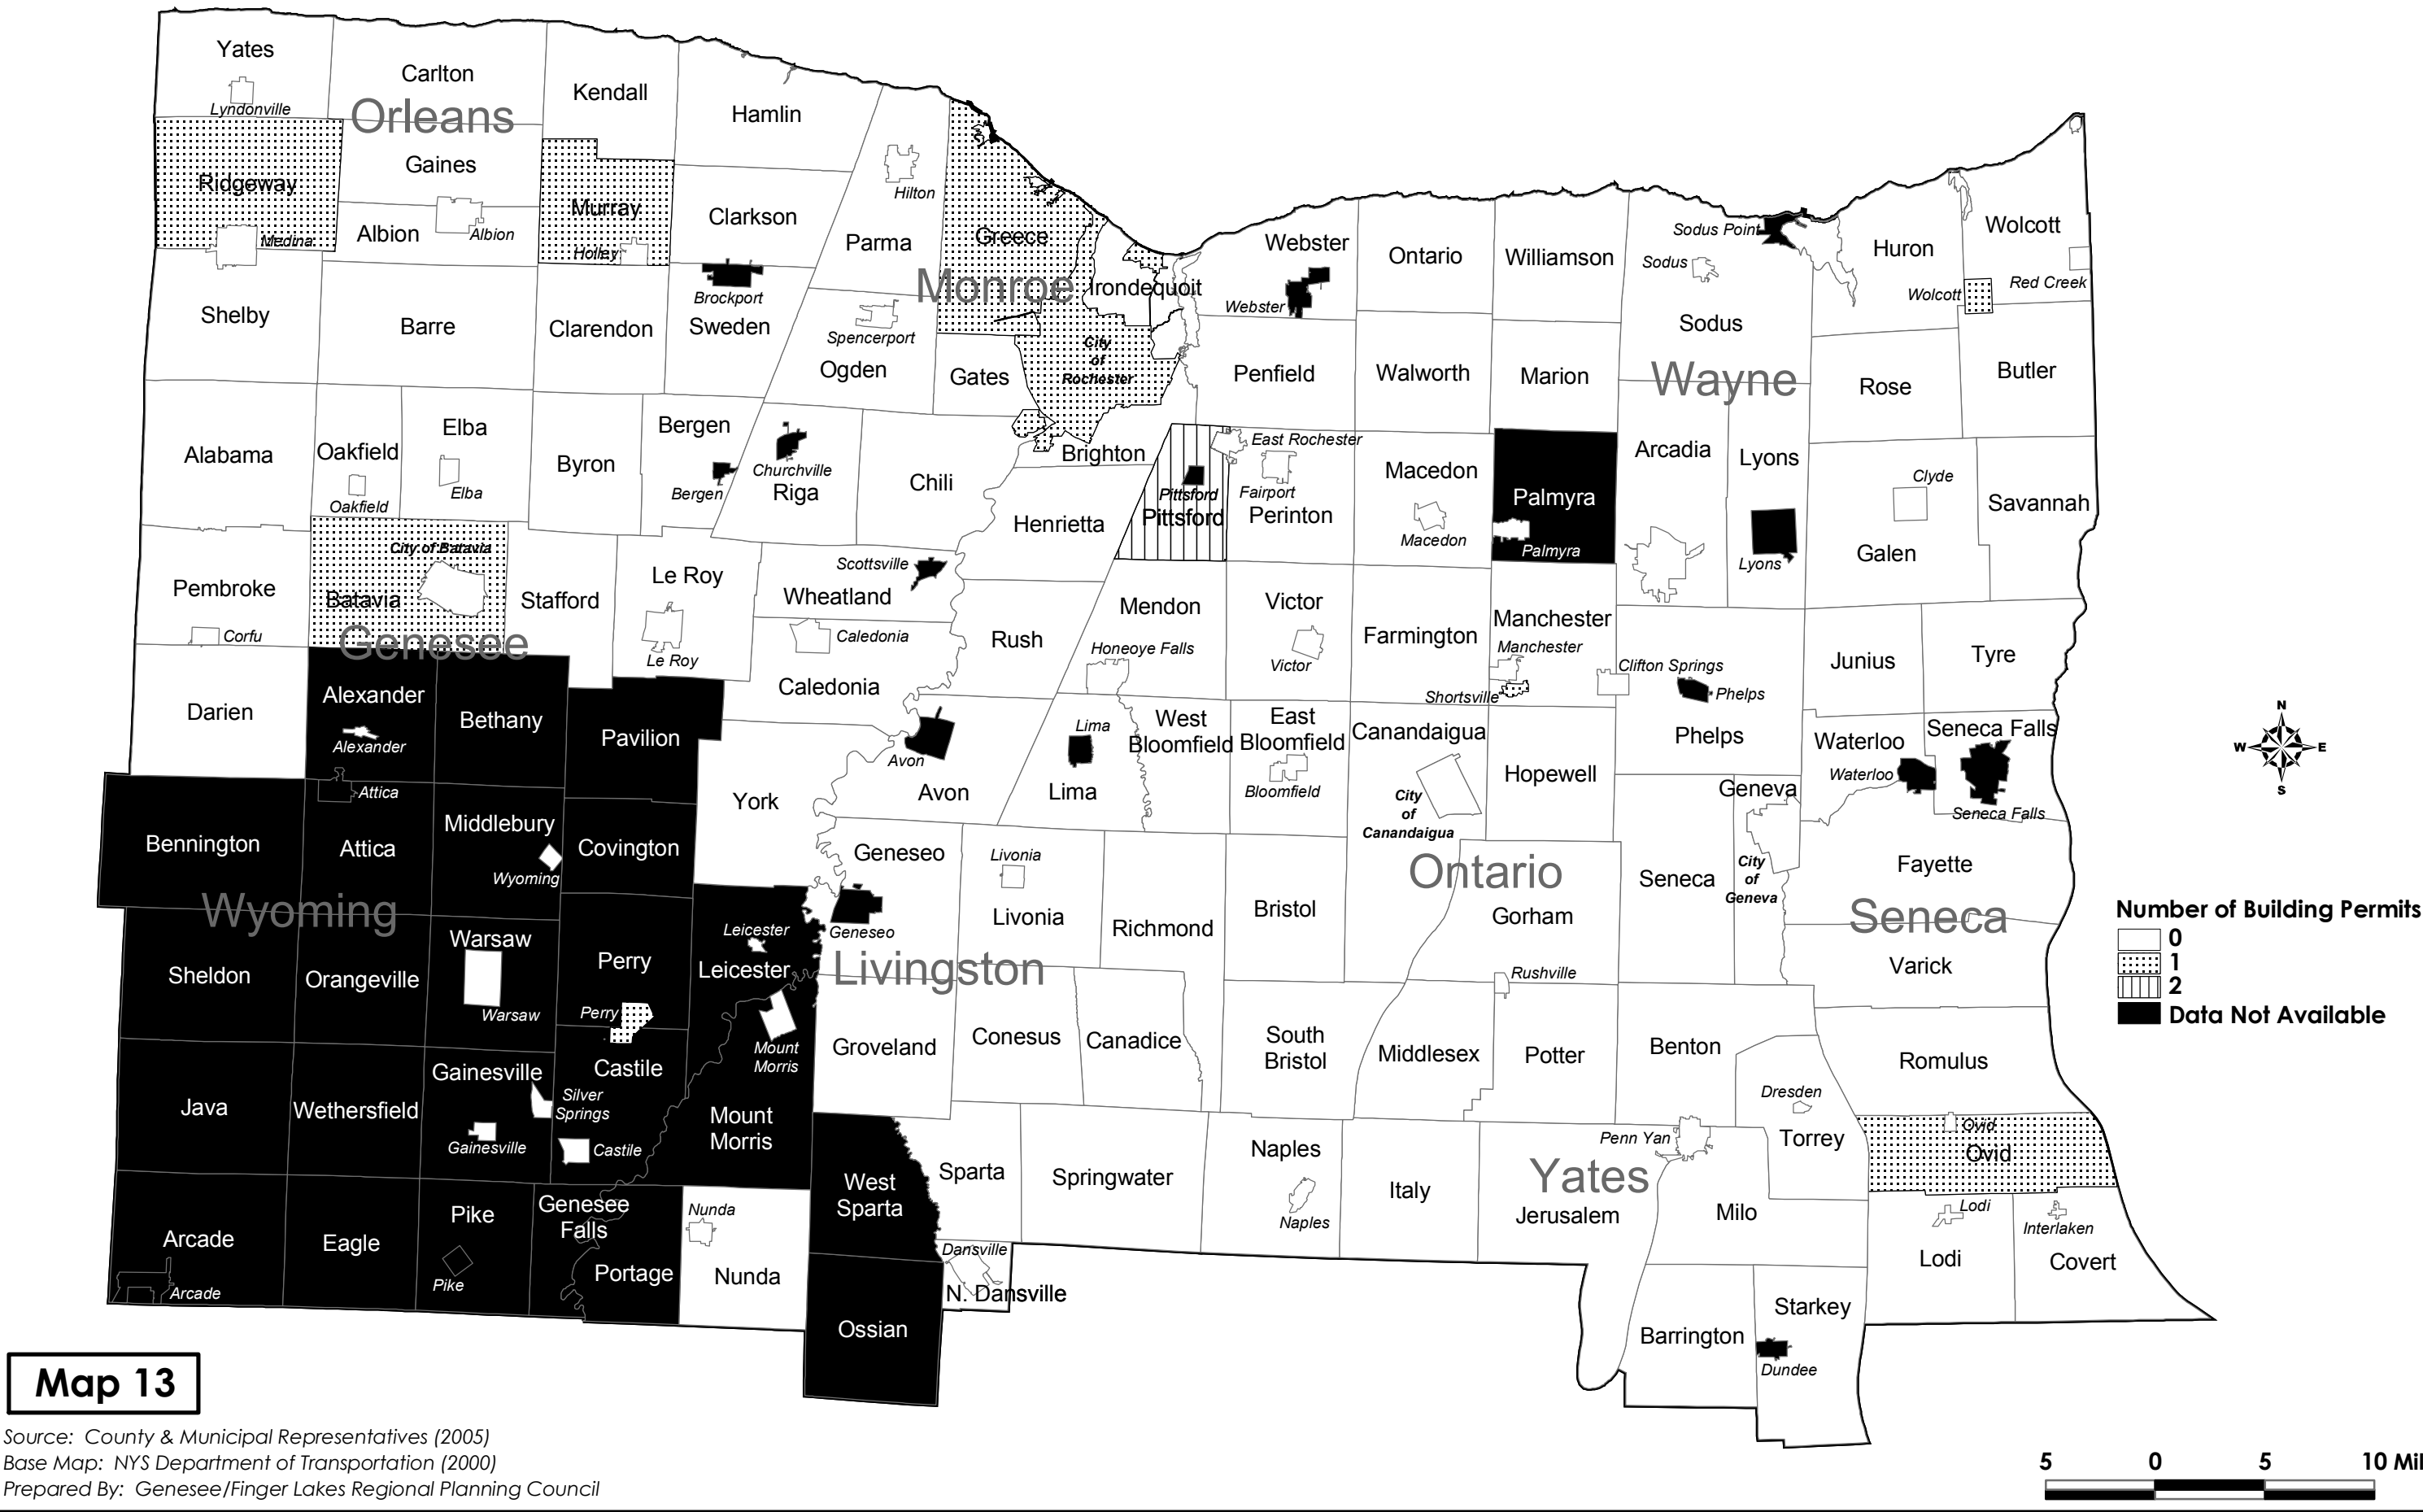 Yates
Lyndonville
Carlton
Orleans
Kendall
Hamlin
Ridgeway
Medina
Gaines
Albion
Albion
Murray
Holley
Clarkson
Hilton
Parma
Greece
Monroe
Irondequoit
Webster
Webster
Ontario
Williamson
Sodus Point
Sodus
Sodus
Huron
Wolcott
Wolcott
Red Creek
Shelby
Barre
Clarendon
Brockport
Sweden
Spencerport
Ogden
Gates
City
of
Rochester
Penfield
Walworth
Marion
Wayne
Rose
Butler
Alabama
Oakfield
Oakfield
Elba
Elba
Byron
Bergen
Bergen
Churchville
Riga
Chili
Brighton
Henrietta
Pittsford
Pittsford
East Rochester
Fairport
Perinton
Macedon
Macedon
Palmyra
Palmyra
Arcadia
Lyons
Lyons
Clyde
Galen
Savannah
Pembroke
Corfu
City of Batavia
Batavia
Genesee
Stafford
Le Roy
Le Roy
Scottsville
Wheatland
Caledonia
Caledonia
Rush
Mendon
Honeoye Falls
Victor
Victor
Farmington
Manchester
Manchester
Shortsville
Clifton Springs
Phelps
Phelps
Junius
Tyre
Darien
Alexander
Alexander
Bethany
Pavilion
York
Avon
Avon
Lima
Lima
West
Bloomfield
East
Bloomfield
Bloomfield
Canandaigua
City
of
Canandaigua
Hopewell
Geneva
City
of
Geneva
Waterloo
Waterloo
Seneca Falls
Seneca Falls
N
W
E
S
Bennington
Attica
Attica
Middlebury
Wyoming
Covington
Wyoming
Geneseo
Geneseo
Livonia
Livonia
Richmond
Bristol
Ontario
Gorham
Seneca
Fayette
Seneca
Varick
Number of Building Permits
0
1
2
Data Not Available
Sheldon
Orangeville
Warsaw
Warsaw
Perry
Perry
Leicester
Leicester
Livingston
Mount
Morris
Groveland
Conesus
Canadice
South
Bristol
Middlesex
Rushville
Potter
Benton
Romulus
Java
Wethersfield
Gainesville
Gainesville
Silver
Springs
Castile
Castile
Mount
Morris
Dresden
Torrey
Penn Yan
Ovid
Ovid
Arcade
Arcade
Eagle
Pike
Pike
Genesee
Falls
Portage
Nunda
Nunda
West
Sparta
Sparta
Springwater
Naples
Naples
Italy
Yates
Jerusalem
Milo
Lodi
Lodi
Interlaken
Covert
Dansville
N. Dansville
Ossian
Barrington
Starkey
Dundee
Map 13
Source: County & Municipal Representatives (2005)
Base Map: NYS Department of Transportation (2000)
Prepared By: Genesee/Finger Lakes Regional Planning Council
5 0 5 10 Mil